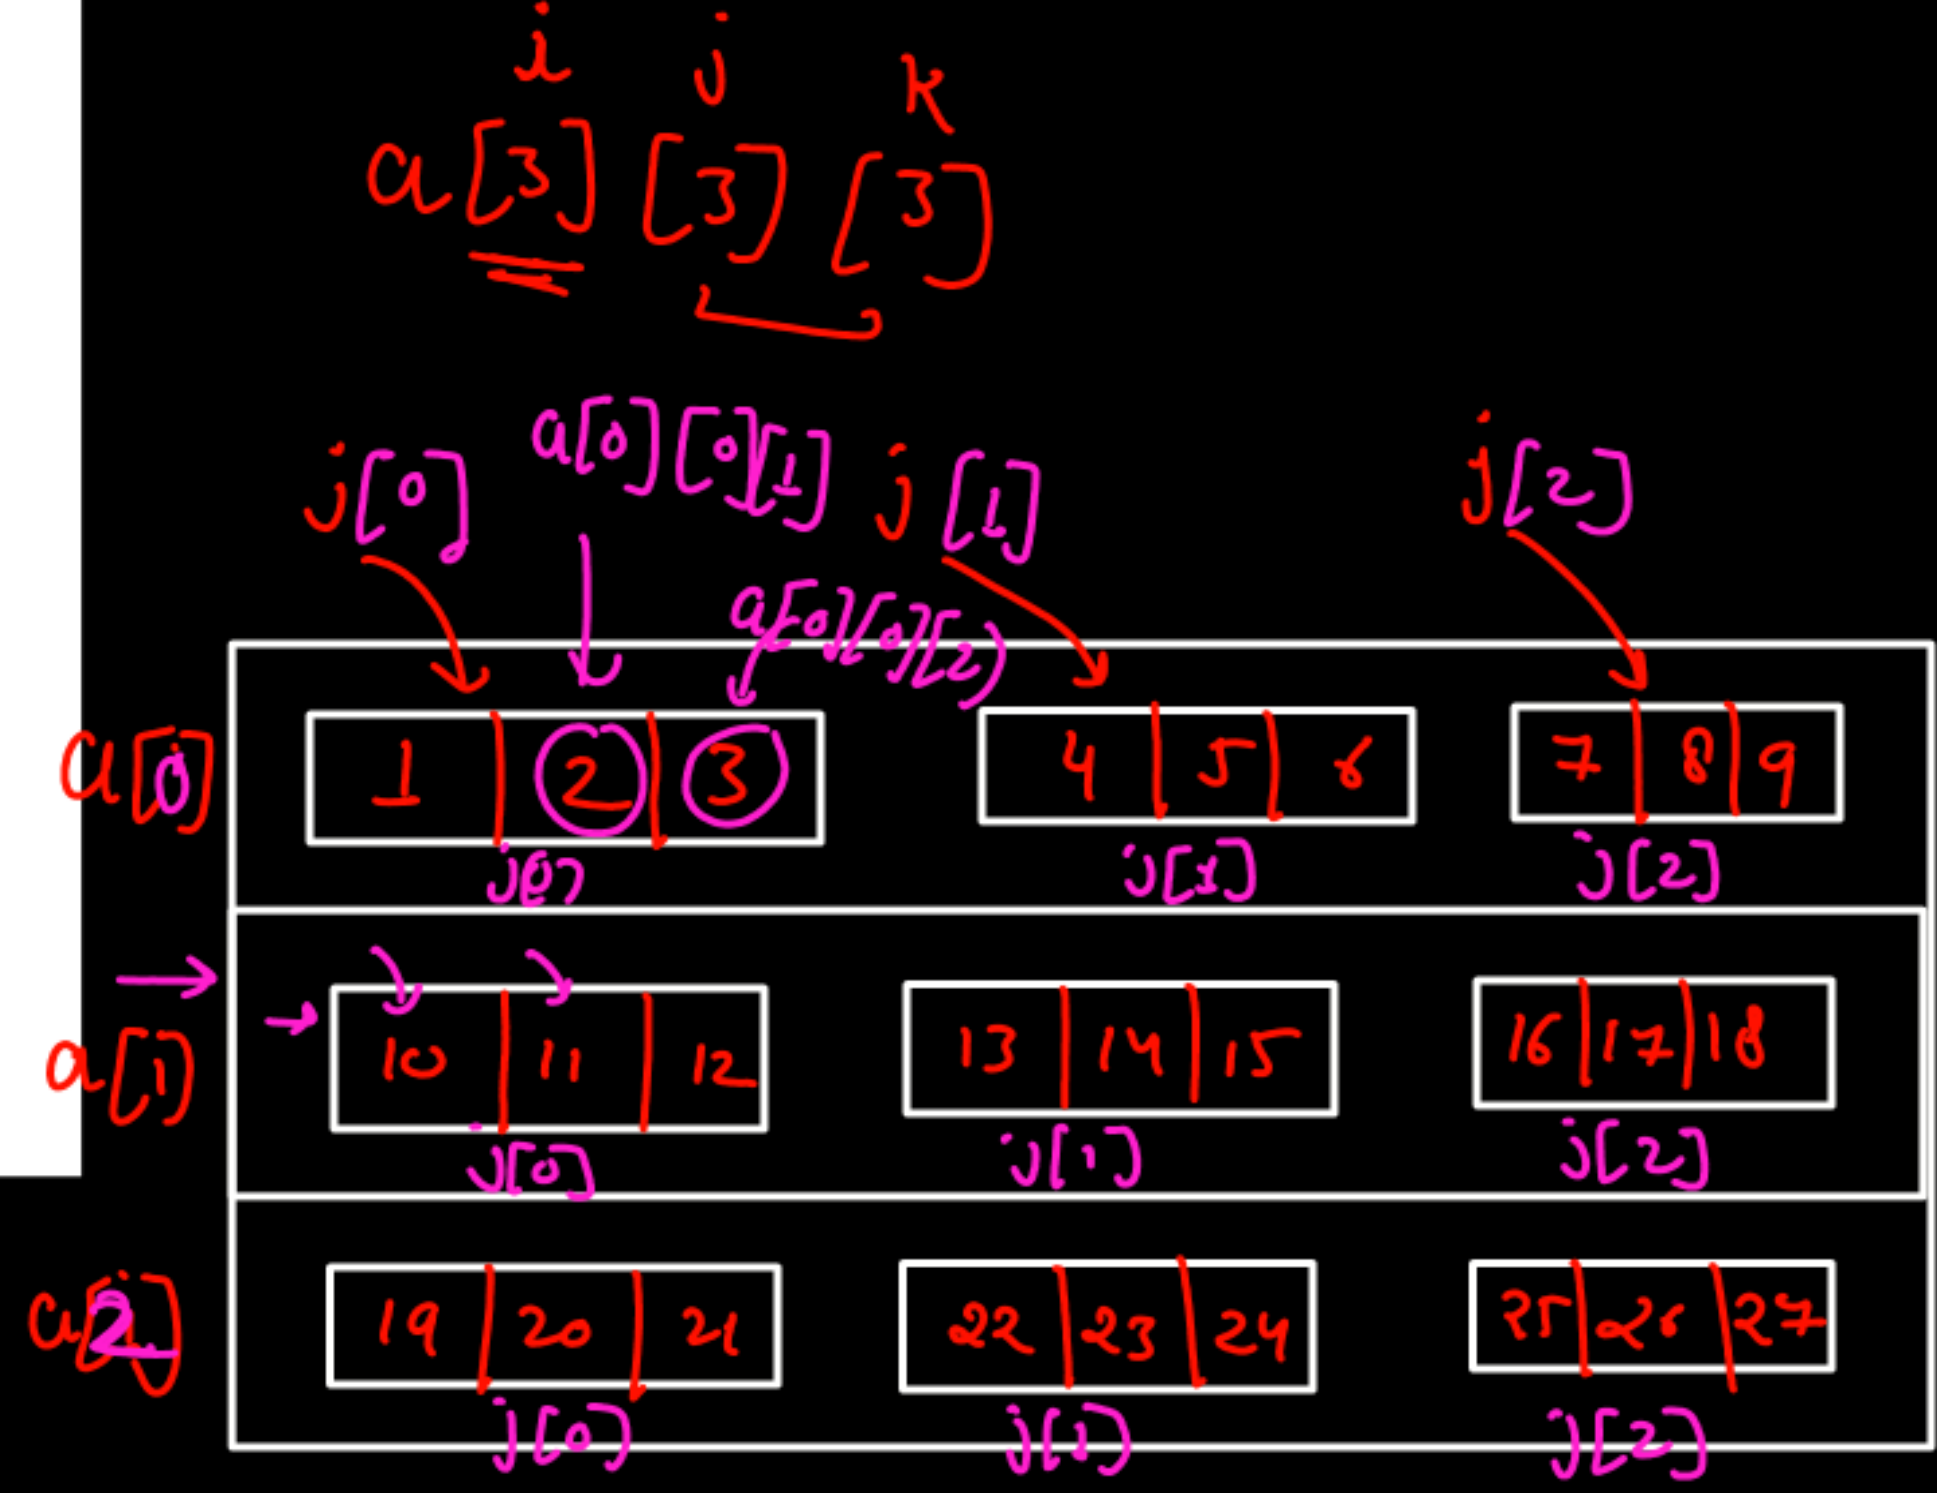 i j k
a[3] [3] [3]
a[0][0][1]
j[0] j[1] j[2]
a[0][0][2)
a[0] 1 2 3 4 5 6 7 8 9
j[0) j[1] j[2]
a[1] 10 11 12 13 14 15 16 17 18
j[0] j[1] j[2]
a[2] 19 20 21 22 23 24 25 26 27
j[0) j[1) j[2]